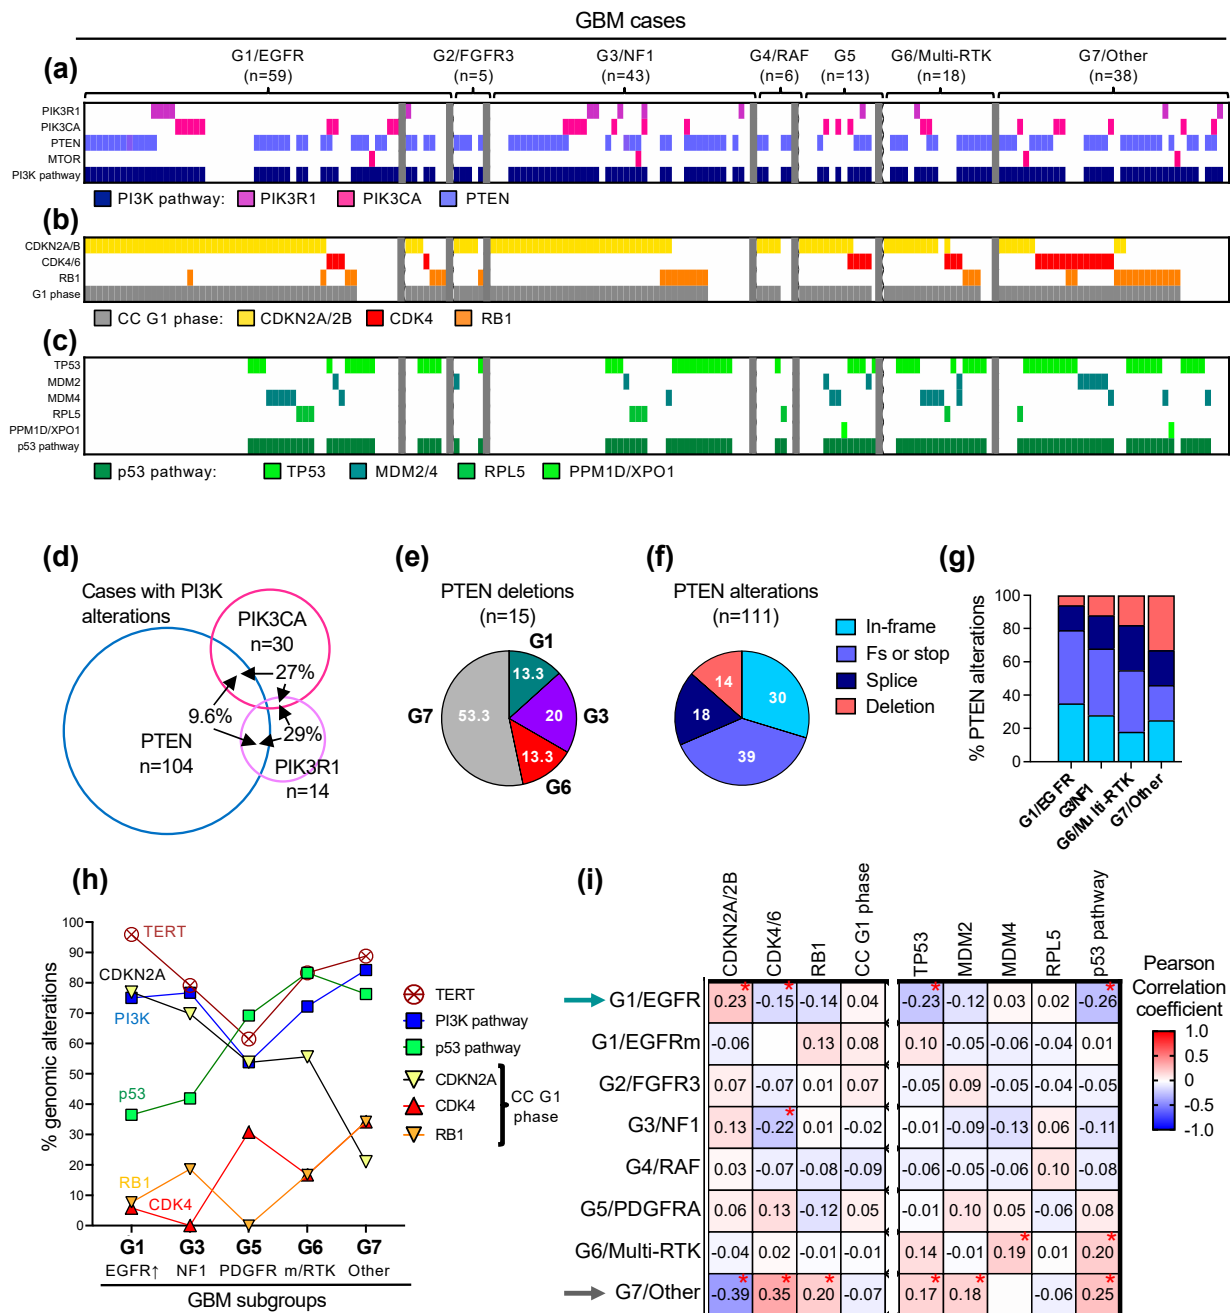 GBM cases
(a)
G1/EGFR
(n=59)
G2/FGFR3
(n=5)
G3/NF1
(n=43)
G4/RAF
(n=6)
G5
(n=13)
G6/Multi-RTK
(n=18)
G7/Other
(n=38)
PIK3R1
PIK3CA
PTEN
MTOR
PI3K pathway
PI3K pathway: PIK3R1 PIK3CA PTEN
(b)
CDKN2A/B
CDK4/6
RB1
G1 phase
CC G1 phase: CDKN2A/2B CDK4 RB1
(c)
TP53
MDM2
MDM4
RPL5
PPM1D/XPO1
p53 pathway
p53 pathway: TP53 MDM2/4 RPL5 PPM1D/XPO1
(d)
Cases with PI3K
alterations
PIK3CA
n=30
27%
9.6%
29%
PTEN
n=104
PIK3R1
n=14
(e)
PTEN deletions
(n=15)
G1
13.3
G7
53.3
20
G3
13.3
G6
(f)
PTEN alterations
(n=111)
14
30
18
39
In-frame
Fs or stop
Splice
Deletion
(g)
% PTEN alterations
100
80
60
40
20
0
G1/EGFR
G3/NF1
G6/Multi-RTK
G7/Other
(h)
% genomic alterations
100
90
80
70
60
50
40
30
20
10
0
TERT
CDKN2A
PI3K
p53
RB1
CDK4
G1 G3 G5 G6 G7
EGFR↑ NF1 PDGFR m/RTK Other
GBM subgroups
TERT
PI3K pathway
p53 pathway
CDKN2A
CDK4
RB1
CC G1
phase
(i)
CDKN2A/2B
CDK4/6
RB1
CC G1 phase
TP53
MDM2
MDM4
RPL5
p53 pathway
G1/EGFR 0.23* -0.15* -0.14 0.04 -0.23* -0.12 0.03 0.02 -0.26*
G1/EGFRm -0.06 0.13 0.08 0.10 -0.05 -0.06 -0.04 0.01
G2/FGFR3 0.07 -0.07 0.01 0.07 -0.05 0.09 -0.05 -0.04 -0.05
G3/NF1 0.13 -0.22* 0.01 -0.02 -0.01 -0.09 -0.13 0.06 -0.11
G4/RAF 0.03 -0.07 -0.08 -0.09 -0.06 -0.05 -0.06 0.10 -0.08
G5/PDGFRA 0.06 0.13 -0.12 0.05 -0.01 0.10 0.05 -0.06 0.08
G6/Multi-RTK -0.04 0.02 -0.01 -0.01 0.14 -0.01 0.19* 0.01 0.20*
G7/Other -0.39* 0.35* 0.20* -0.07 0.17* 0.18* -0.06 0.25*
Pearson
Correlation
coefficient
1.0
0.5
0.0
-0.5
-1.0